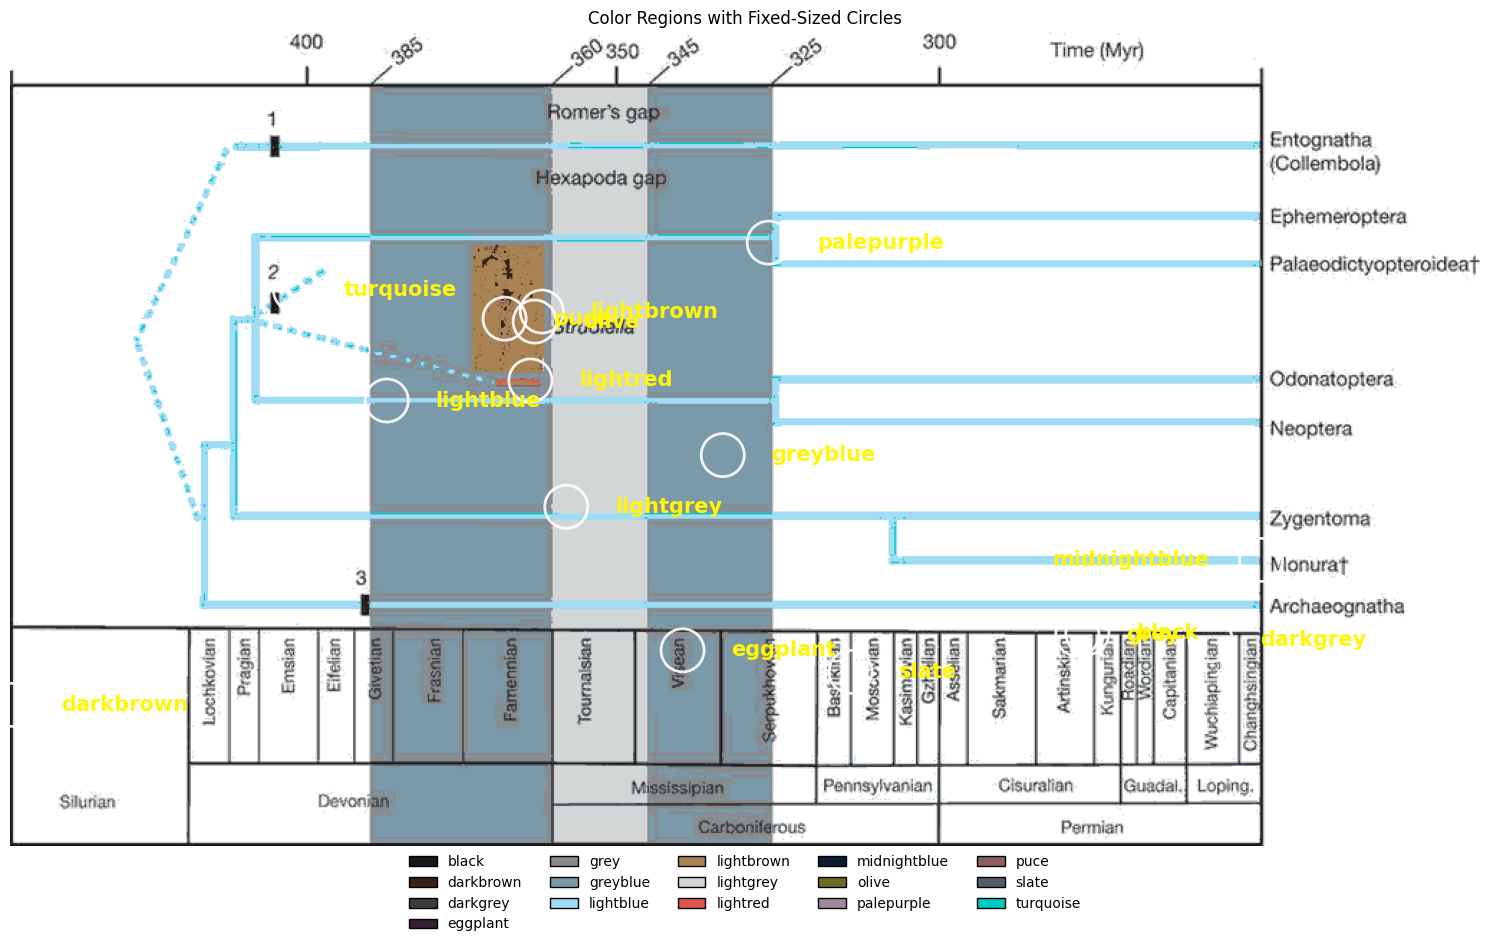 Color Regions with Fixed-Sized Circles
400
385
360
350
345
325
300
Time (Myr)
Romer's gap
1
Entognatha
(Collembola)
Hexapoda gap
Ephemeroptera
palepurple
Palaeodictyopteroidea†
2
turquoise
lightbrown
puce
olive
Strudiella
lightred
Odonatoptera
lightblue
Neoptera
greyblue
lightgrey
Zygentoma
midnightblue
Monura†
3
Archaeognatha
black
grey
darkgrey
eggplant
slate
darkbrown
Lochkovian
Pragian
Emsian
Eifelian
Givetian
Frasnian
Famennian
Tournaisian
Visean
Serpukhovian
Bashkirian
Moscovian
Kasimovian
Gzhelian
Asselian
Sakmarian
Artinskian
Kungurian
Roadian
Wordian
Capitanian
Wuchiapingian
Changhsingian
Mississipian
Pennsylvanian
Cisuralian
Guadal.
Loping.
Silurian
Devonian
Carboniferous
Permian
black
grey
lightbrown
midnightblue
puce
darkbrown
greyblue
lightgrey
olive
slate
darkgrey
lightblue
lightred
palepurple
turquoise
eggplant